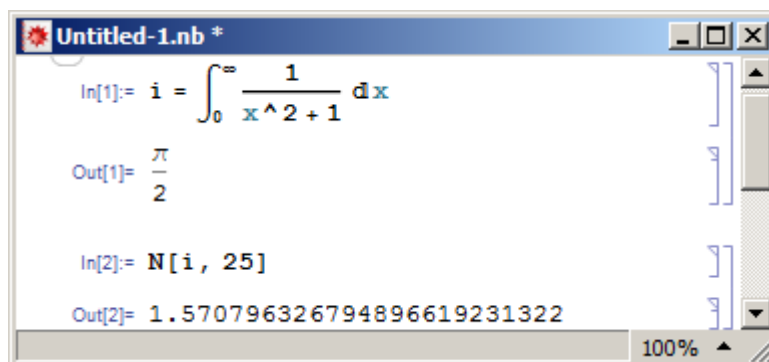 Untitled-1.nb *
In[1]:= i = ∫₀^∞ 1/(x^2 + 1) ⅆx
Out[1]= π/2
In[2]:= N[i, 25]
Out[2]= 1.570796326794896619231322
100%